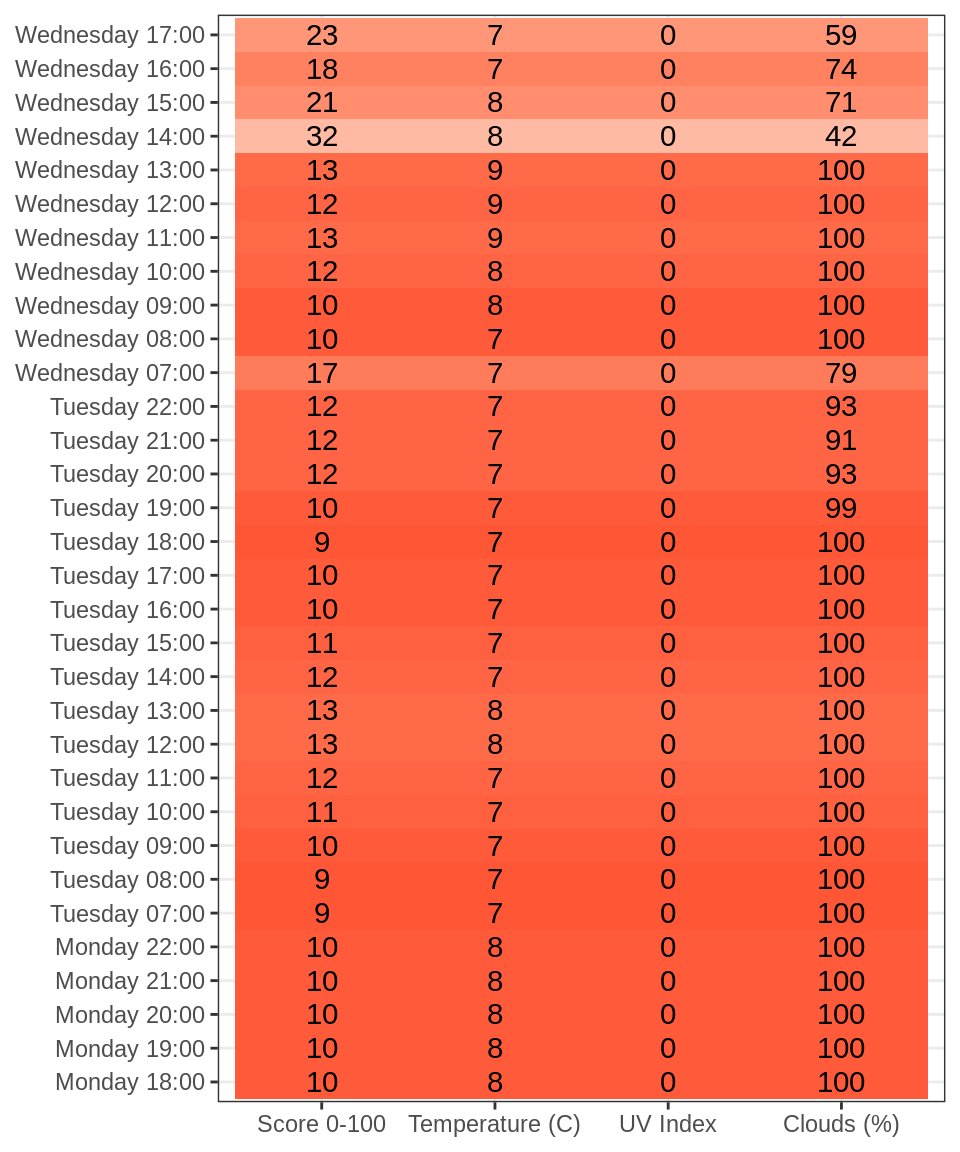 Wednesday 17:00 23 7 0 59
Wednesday 16:00 18 7 0 74
Wednesday 15:00 21 8 0 71
Wednesday 14:00 32 8 0 42
Wednesday 13:00 13 9 0 100
Wednesday 12:00 12 9 0 100
Wednesday 11:00 13 9 0 100
Wednesday 10:00 12 8 0 100
Wednesday 09:00 10 8 0 100
Wednesday 08:00 10 7 0 100
Wednesday 07:00 17 7 0 79
Tuesday 22:00 12 7 0 93
Tuesday 21:00 12 7 0 91
Tuesday 20:00 12 7 0 93
Tuesday 19:00 10 7 0 99
Tuesday 18:00 9 7 0 100
Tuesday 17:00 10 7 0 100
Tuesday 16:00 10 7 0 100
Tuesday 15:00 11 7 0 100
Tuesday 14:00 12 7 0 100
Tuesday 13:00 13 8 0 100
Tuesday 12:00 13 8 0 100
Tuesday 11:00 12 7 0 100
Tuesday 10:00 11 7 0 100
Tuesday 09:00 10 7 0 100
Tuesday 08:00 9 7 0 100
Tuesday 07:00 9 7 0 100
Monday 22:00 10 8 0 100
Monday 21:00 10 8 0 100
Monday 20:00 10 8 0 100
Monday 19:00 10 8 0 100
Monday 18:00 10 8 0 100
Score 0-100 Temperature (C) UV Index Clouds (%)